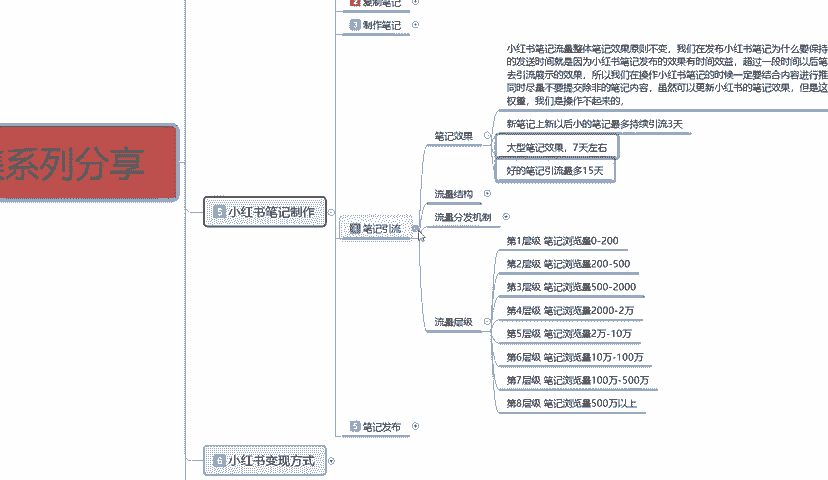 2 复制笔记
3 制作笔记
小红书笔记流量整体笔记效果原则不变，我们在发布小红书笔记为什么要保持
的发送时间就是因为小红书笔记发布的效果有时间效益，超过一段时间以后笔
去引流展示的效果，所以我们在操作小红书笔记的时候一定要结合内容进行推
同时尽量不要提交除非的笔记内容，虽然可以更新小红书的笔记效果，但是这
权重，我们是操作不起来的，
笔记效果
新笔记上新以后小的笔记最多持续引流3天
大型笔记效果，7天左右
好的笔记引流最多15天
系列分享
5 小红书笔记制作
4 笔记引流
流量结构
流量分发机制
流量层级
第1层级 笔记浏览量0-200
第2层级 笔记浏览量200-500
第3层级 笔记浏览量500-2000
第4层级 笔记浏览量2000-2万
第5层级 笔记浏览量2万-10万
第6层级 笔记浏览量10万-100万
第7层级 笔记浏览量100万-500万
第8层级 笔记浏览量500万以上
5 笔记发布
6 小红书变现方式